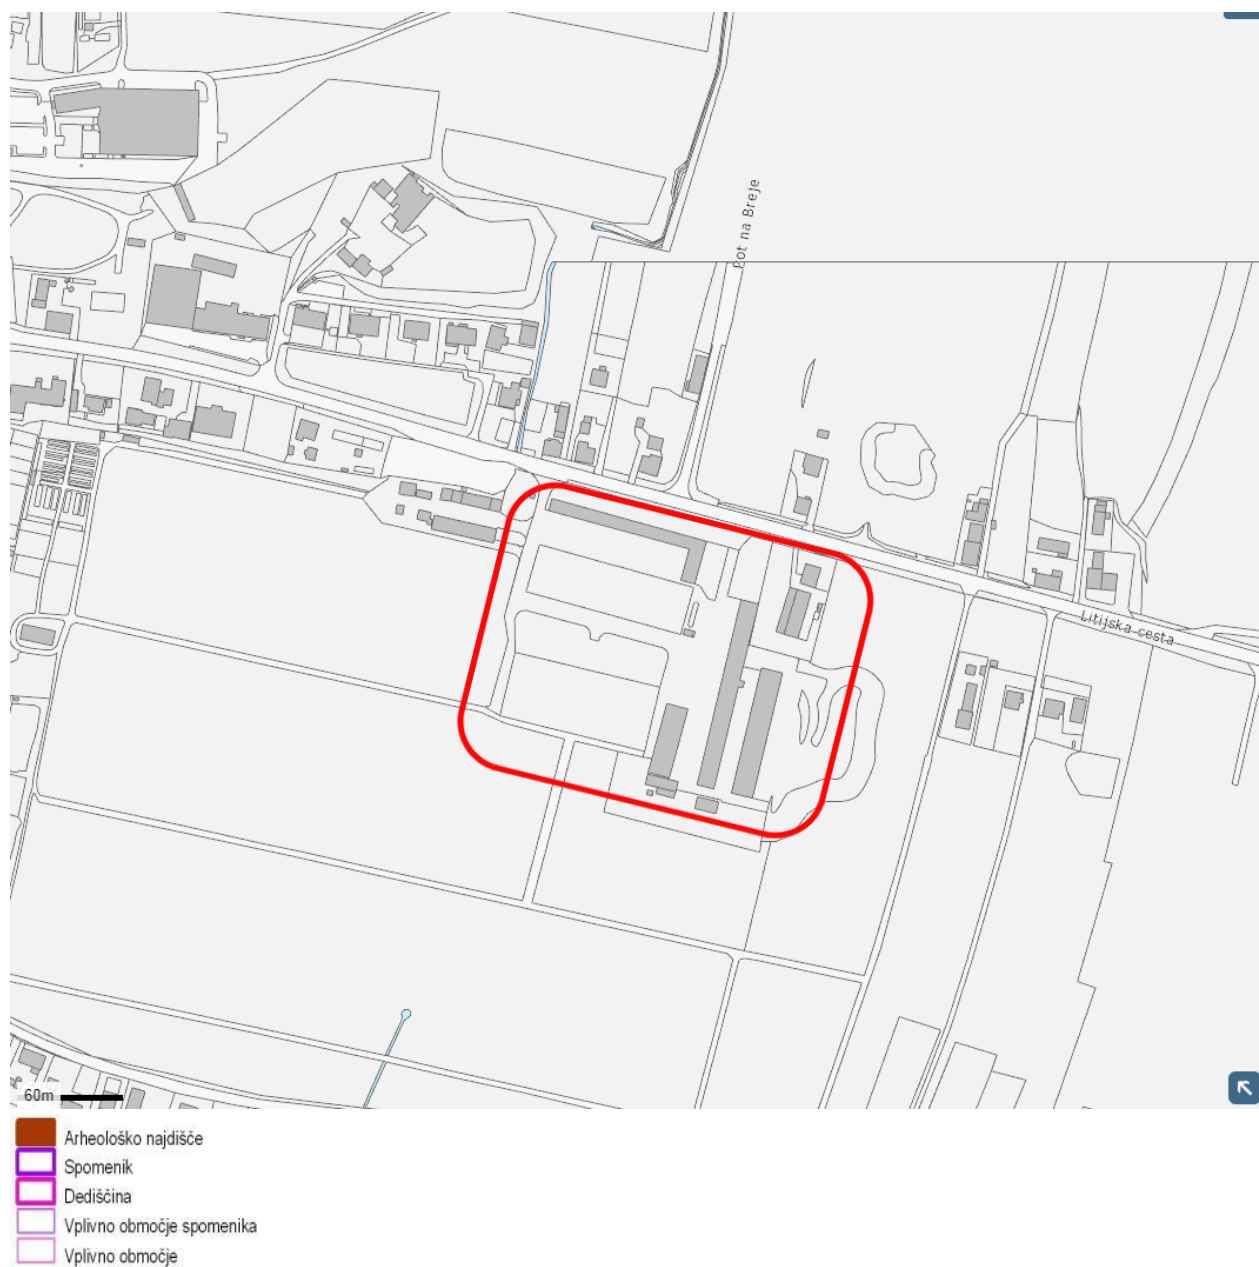 Pot na Breje
Litijska cesta
60m
Arheološko najdišče
Spomenik
Dediščina
Vplivno območje spomenika
Vplivno območje